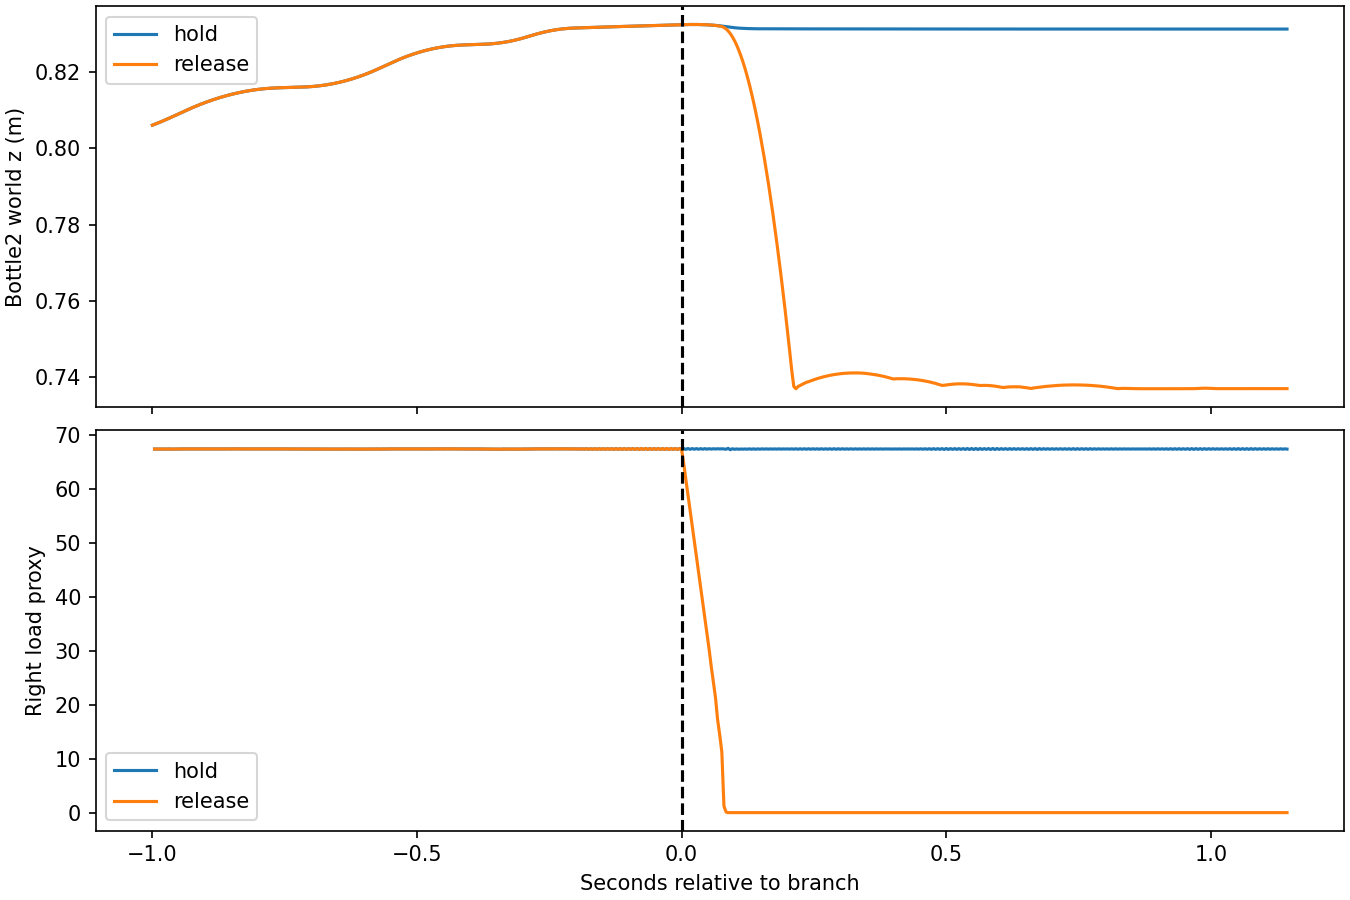 hold
release
0.82
0.80
0.78
0.76
0.74
Bottle2 world z (m)
70
60
50
40
30
20
10
0
Right load proxy
hold
release
−1.0
−0.5
0.0
0.5
1.0
Seconds relative to branch